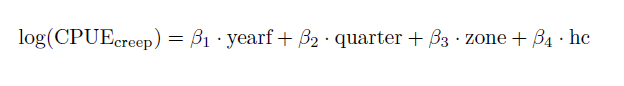 log(CPUE_creep) = β₁ · yearf + β₂ · quarter + β₃ · zone + β₄ · hc